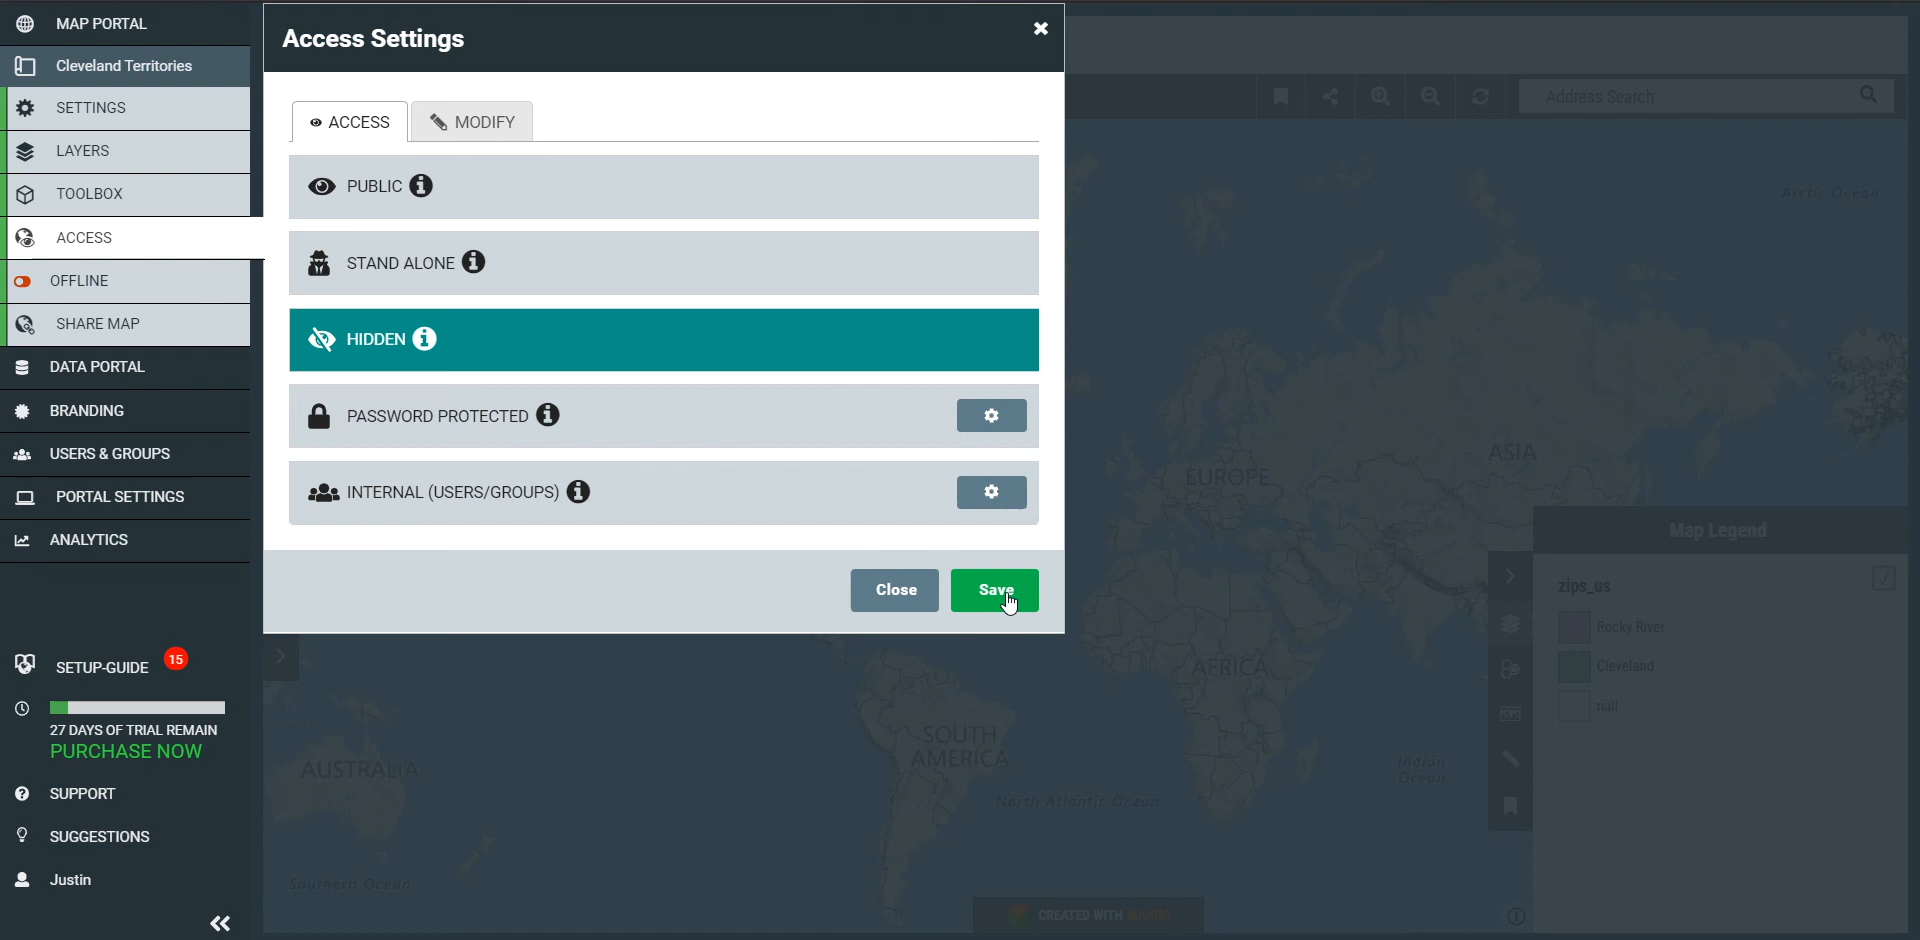 MAP PORTAL
Cleveland Territories
SETTINGS
LAYERS
TOOLBOX
ACCESS
OFFLINE
SHARE MAP
DATA PORTAL
BRANDING
USERS & GROUPS
PORTAL SETTINGS
ANALYTICS
SETUP-GUIDE 15
27 DAYS OF TRIAL REMAIN
PURCHASE NOW
SUPPORT
SUGGESTIONS
Justin
Access Settings
ACCESS MODIFY
PUBLIC
STAND ALONE
HIDDEN
PASSWORD PROTECTED
INTERNAL (USERS/GROUPS)
Close Save
Address Search
Arctic Ocean
ASIA
EUROPE
AFRICA
SOUTH
AMERICA
AUSTRALIA
Indian
Ocean
North Atlantic Ocean
Southern Ocean
CREATED WITH MANGO
Map Legend
zips_us
Rocky River
Cleveland
null